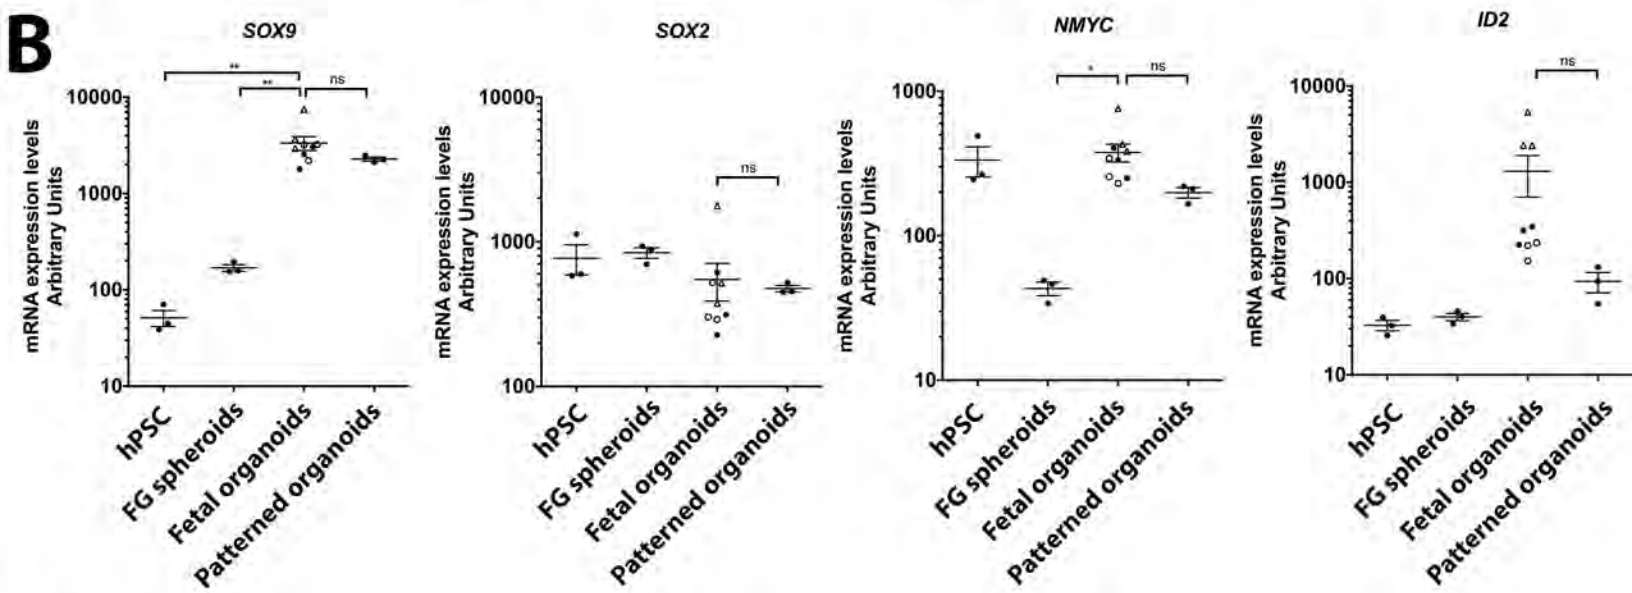 B
SOX9
SOX2
NMYC
ID2
mRNA expression levels
Arbitrary Units
10000
1000
100
10
**
**
ns
hPSC
FG spheroids
Fetal organoids
Patterned organoids
mRNA expression levels
Arbitrary Units
10000
1000
100
ns
hPSC
FG spheroids
Fetal organoids
Patterned organoids
mRNA expression levels
Arbitrary Units
1000
100
10
*
ns
hPSC
FG spheroids
Fetal organoids
Patterned organoids
mRNA expression levels
Arbitrary Units
10000
1000
100
10
ns
hPSC
FG spheroids
Fetal organoids
Patterned organoids